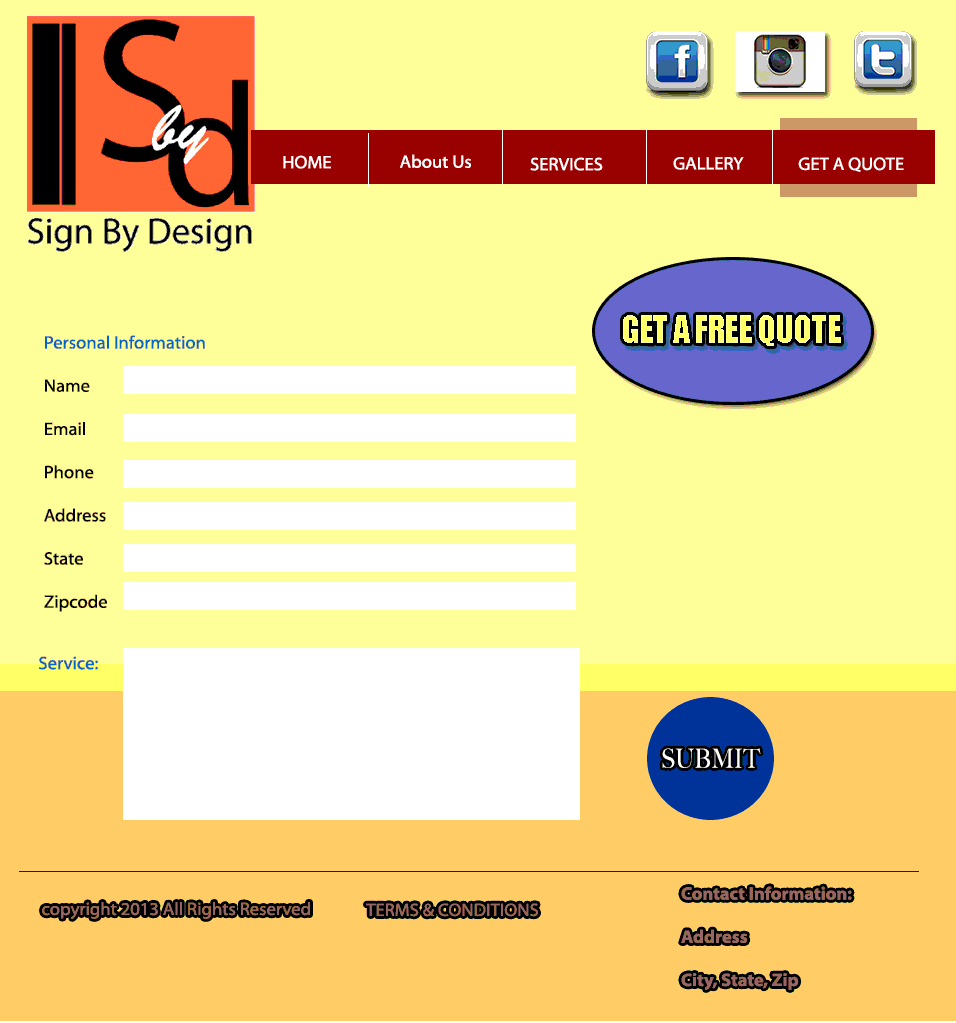 S by d
Sign By Design
f
t
HOME About Us SERVICES GALLERY GET A QUOTE
GET A FREE QUOTE
Personal Information
Name
Email
Phone
Address
State
Zipcode
Service:
SUBMIT
copyright 2013 All Rights Reserved TERMS & CONDITIONS
Contact Information:
Address
City, State, Zip